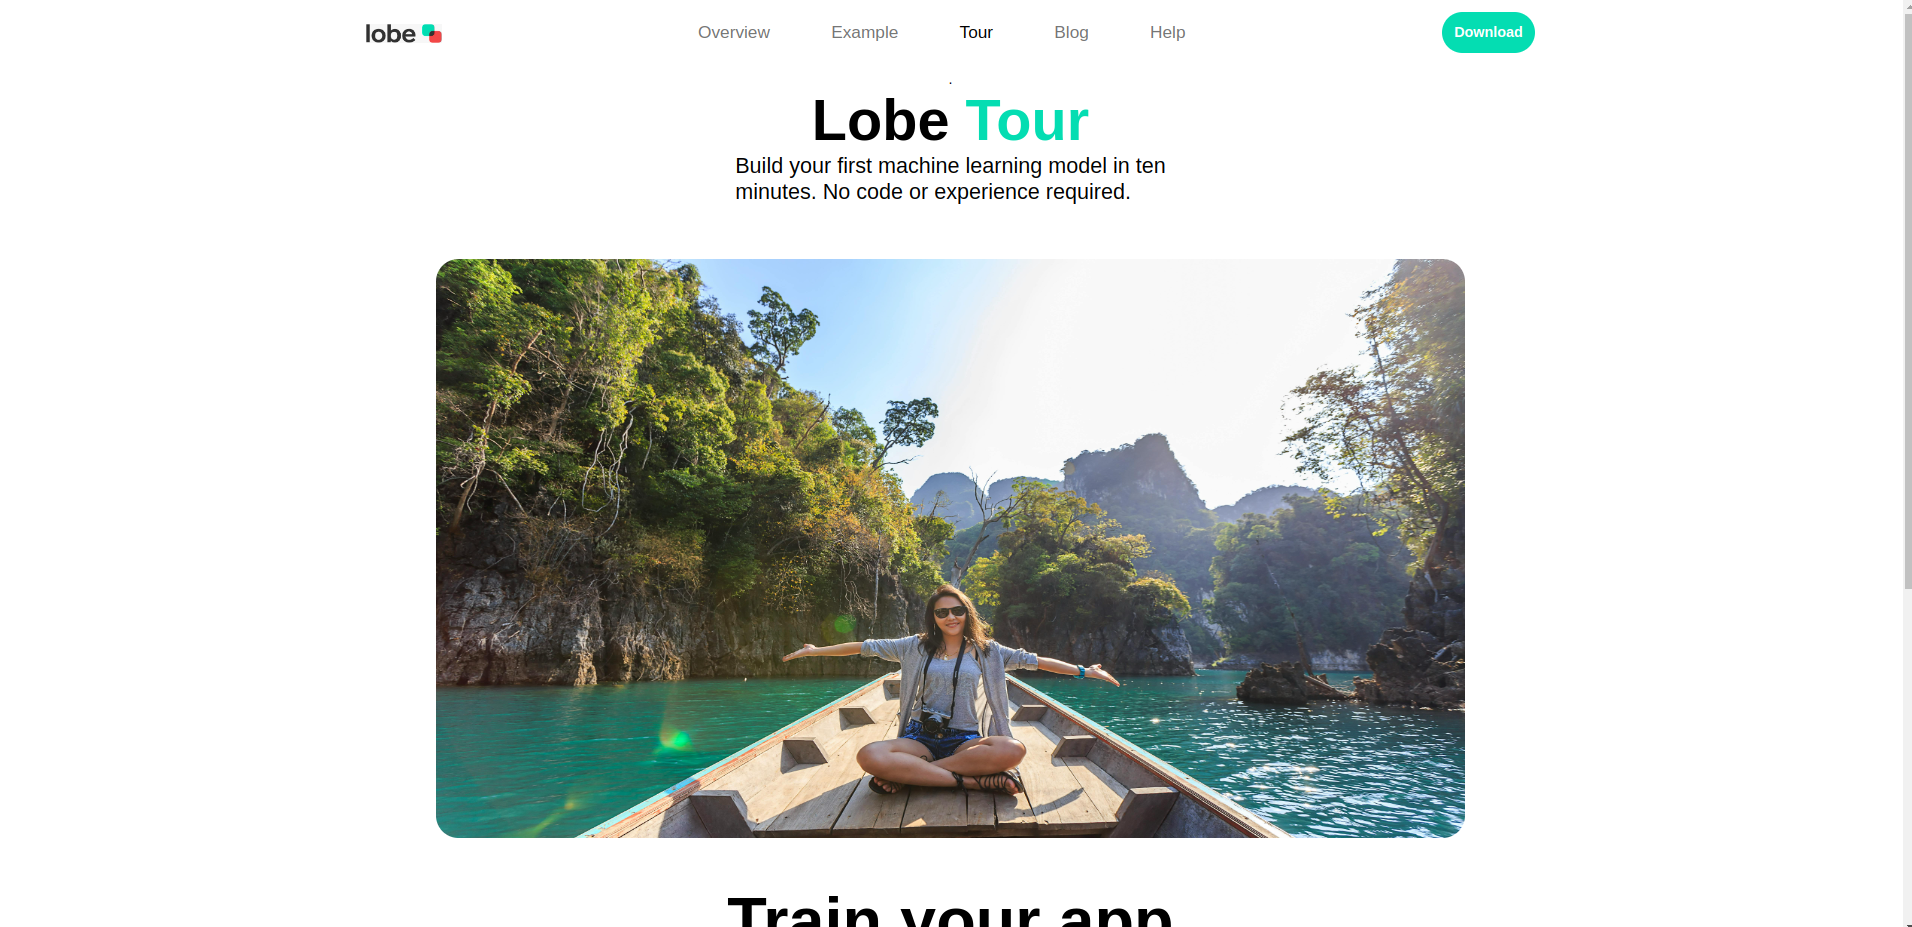 lobe
Overview
Example
Tour
Blog
Help
Download
.
Lobe Tour
Build your first machine learning model in ten
minutes. No code or experience required.
Train your app